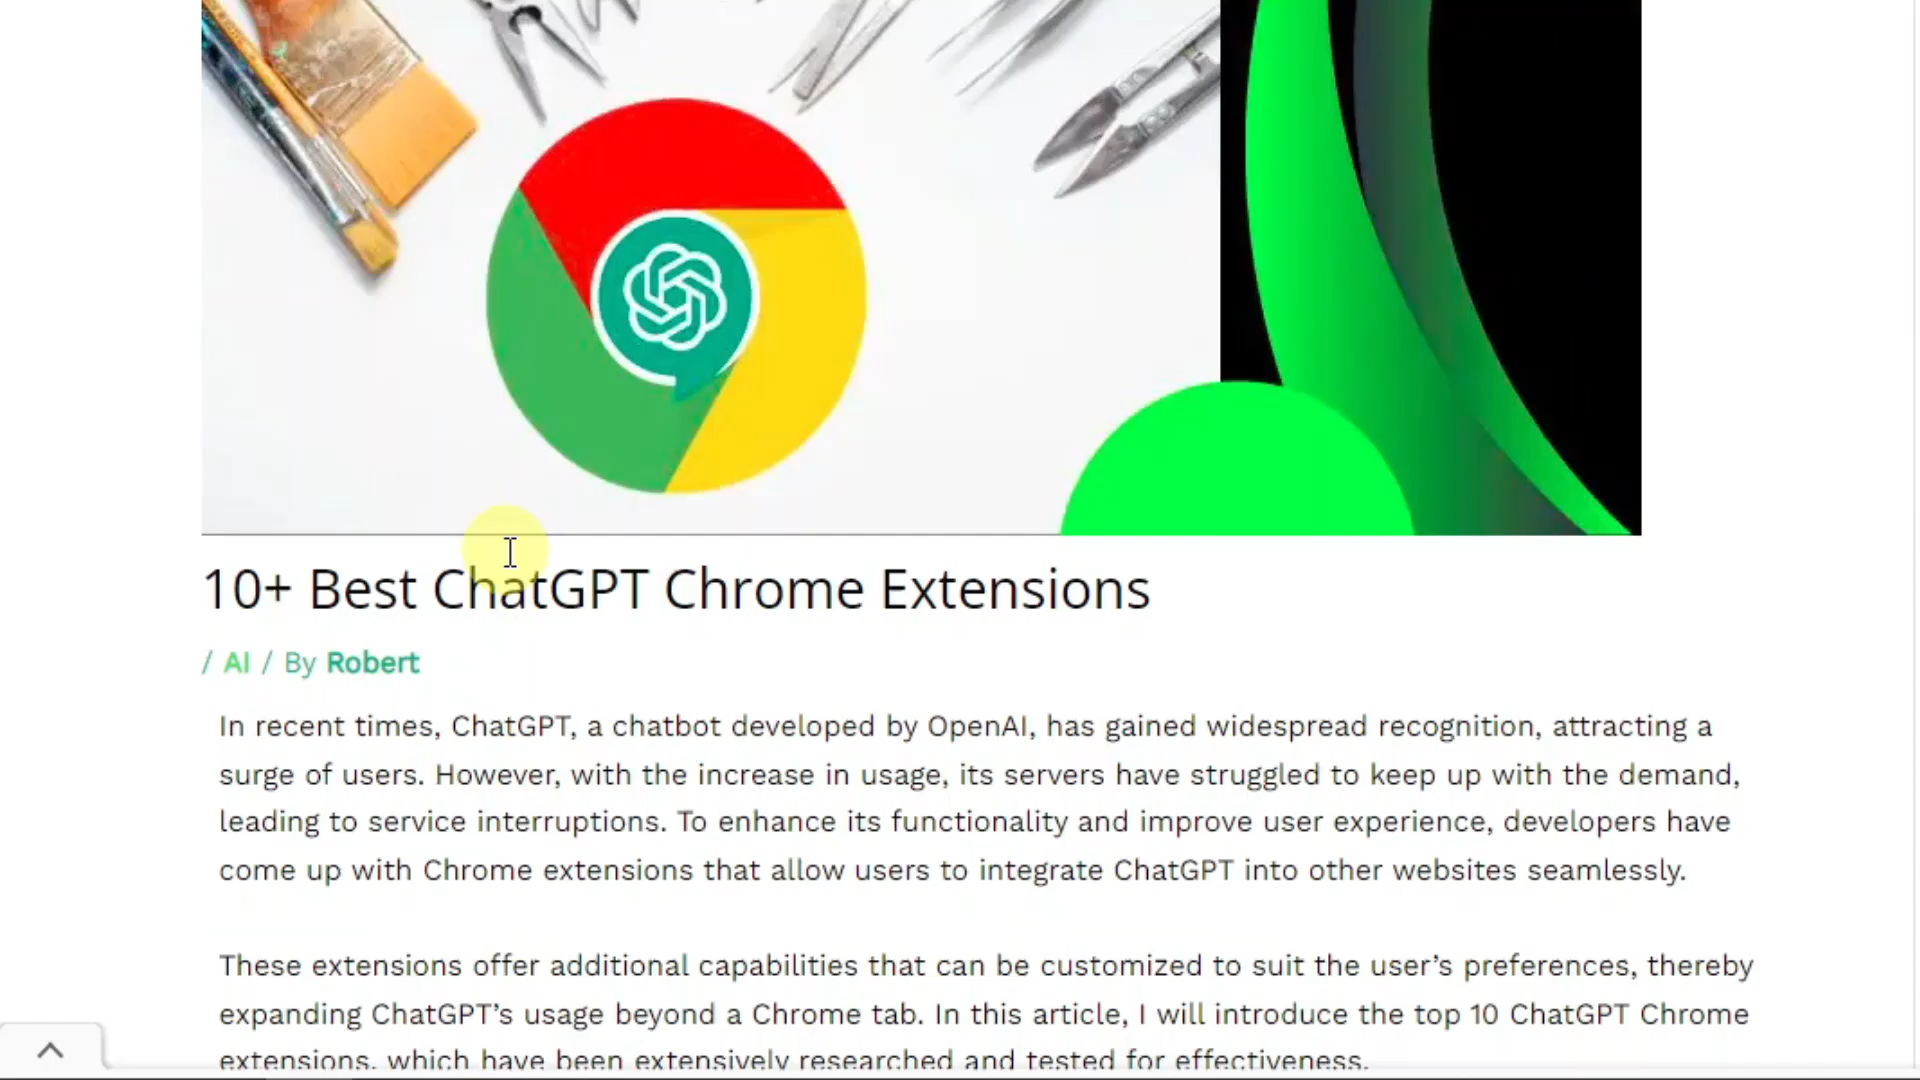 10+ Best ChatGPT Chrome Extensions
/ AI / By Robert
In recent times, ChatGPT, a chatbot developed by OpenAI, has gained widespread recognition, attracting a
surge of users. However, with the increase in usage, its servers have struggled to keep up with the demand,
leading to service interruptions. To enhance its functionality and improve user experience, developers have
come up with Chrome extensions that allow users to integrate ChatGPT into other websites seamlessly.
These extensions offer additional capabilities that can be customized to suit the user’s preferences, thereby
expanding ChatGPT’s usage beyond a Chrome tab. In this article, I will introduce the top 10 ChatGPT Chrome
extensions, which have been extensively researched and tested for effectiveness.